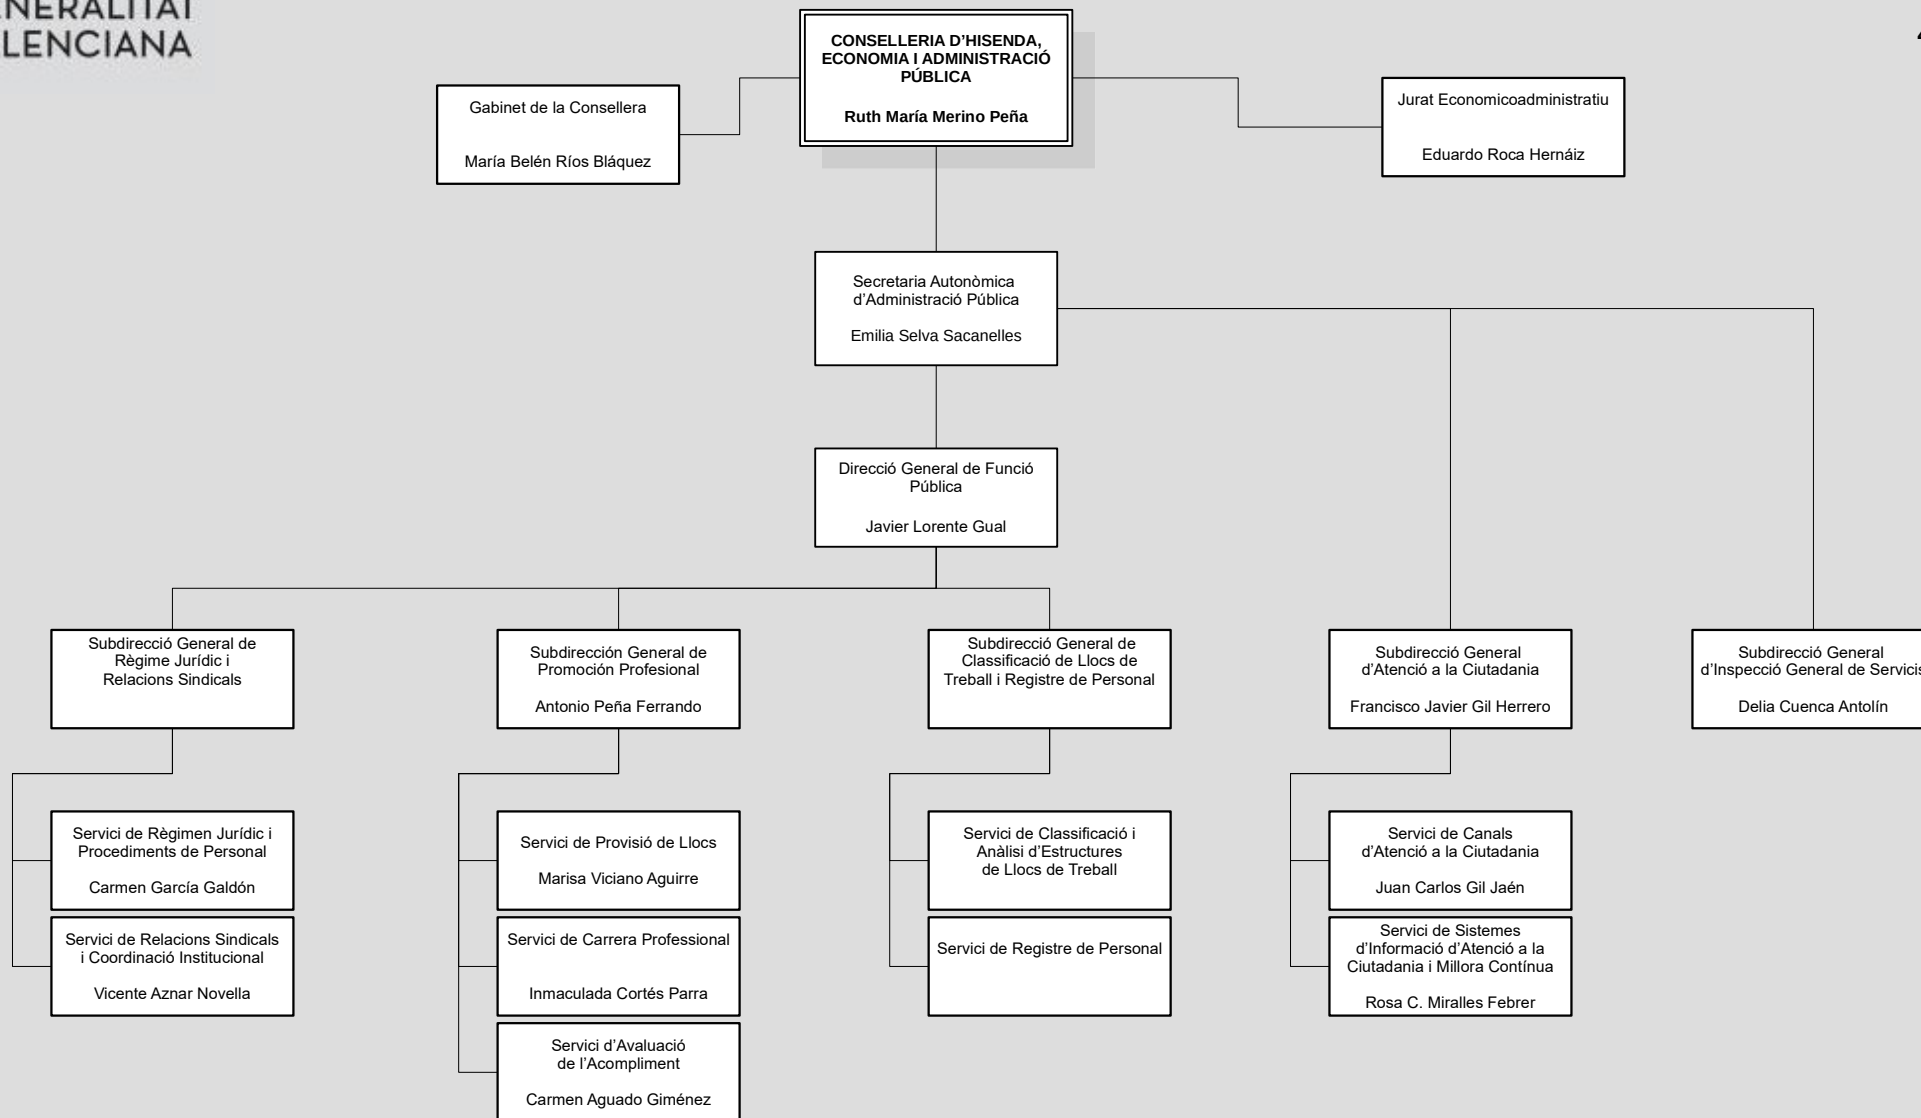 LENCIANA
CONSELLERIA D'HISENDA,
ECONOMIA I ADMINISTRACIÓ
PÚBLICA
Ruth María Merino Peña
Gabinet de la Consellera
María Belén Ríos Bláquez
Jurat Economicoadministratiu
Eduardo Roca Hernáiz
Secretaria Autonòmica
d'Administració Pública
Emilia Selva Sacanelles
Direcció General de Funció
Pública
Javier Lorente Gual
Subdirecció General de
Règime Jurídic i
Relacions Sindicals
Subdirección General de
Promoción Profesional
Antonio Peña Ferrando
Subdirecció General de
Classificació de Llocs de
Treball i Registre de Personal
Subdirecció General
d'Atenció a la Ciutadania
Francisco Javier Gil Herrero
Subdirecció General
d'Inspecció General de Servicis
Delia Cuenca Antolín
Servici de Règimen Jurídic i
Procediments de Personal
Carmen García Galdón
Servici de Relacions Sindicals
i Coordinació Institucional
Vicente Aznar Novella
Servici de Provisió de Llocs
Marisa Viciano Aguirre
Servici de Carrera Professional
Inmaculada Cortés Parra
Servici d'Avaluació
de l'Acompliment
Carmen Aguado Giménez
Servici de Classificació i
Anàlisi d'Estructures
de Llocs de Treball
Servici de Registre de Personal
Servici de Canals
d'Atenció a la Ciutadania
Juan Carlos Gil Jaén
Servici de Sistemes
d'Informació d'Atenció a la
Ciutadania i Millora Contínua
Rosa C. Miralles Febrer